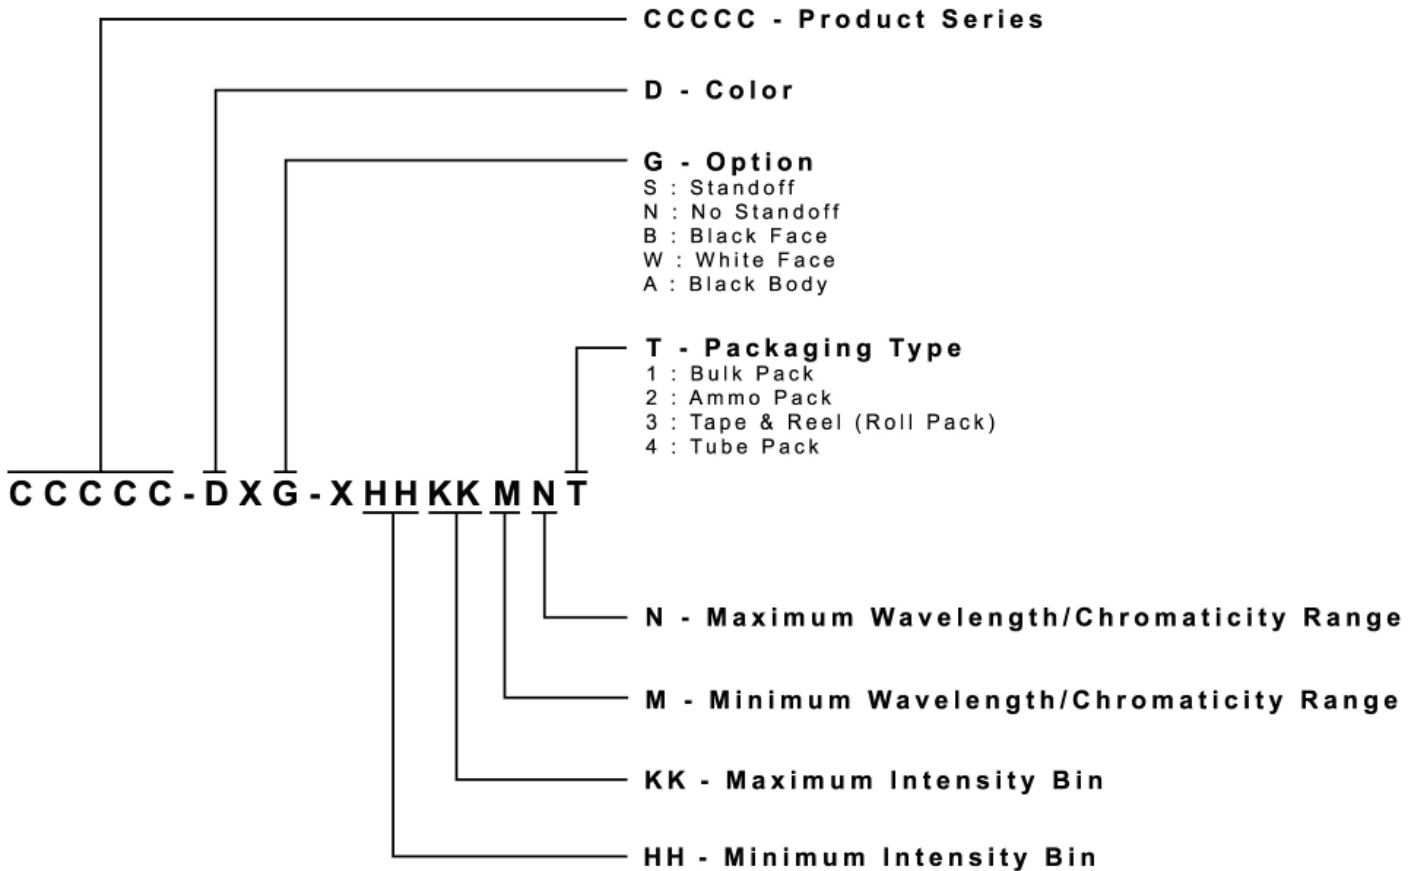 CCCCC - Product Series
D - Color
G - Option
S : Standoff
N : No Standoff
B : Black Face
W : White Face
A : Black Body
T - Packaging Type
1 : Bulk Pack
2 : Ammo Pack
3 : Tape & Reel (Roll Pack)
4 : Tube Pack
CCCCC-DXG-XHHKKMNT
N - Maximum Wavelength/Chromaticity Range
M - Minimum Wavelength/Chromaticity Range
KK - Maximum Intensity Bin
HH - Minimum Intensity Bin